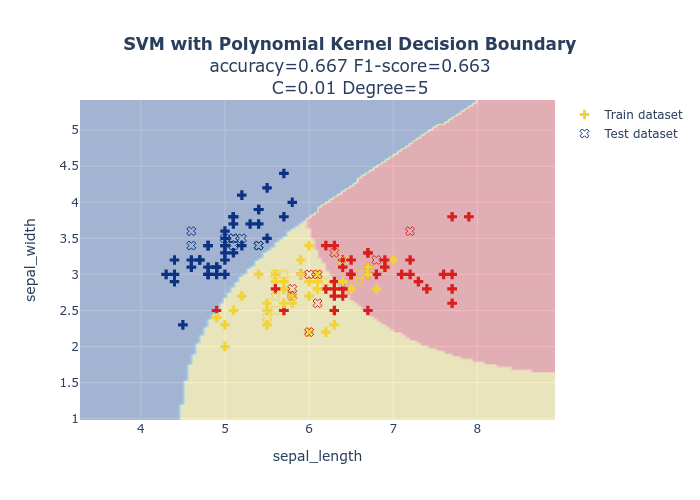 SVM with Polynomial Kernel Decision Boundary
accuracy=0.667 F1-score=0.663
C=0.01 Degree=5
Train dataset
Test dataset
5
4.5
4
3.5
3
2.5
2
1.5
1
sepal_width
4
5
6
7
8
sepal_length